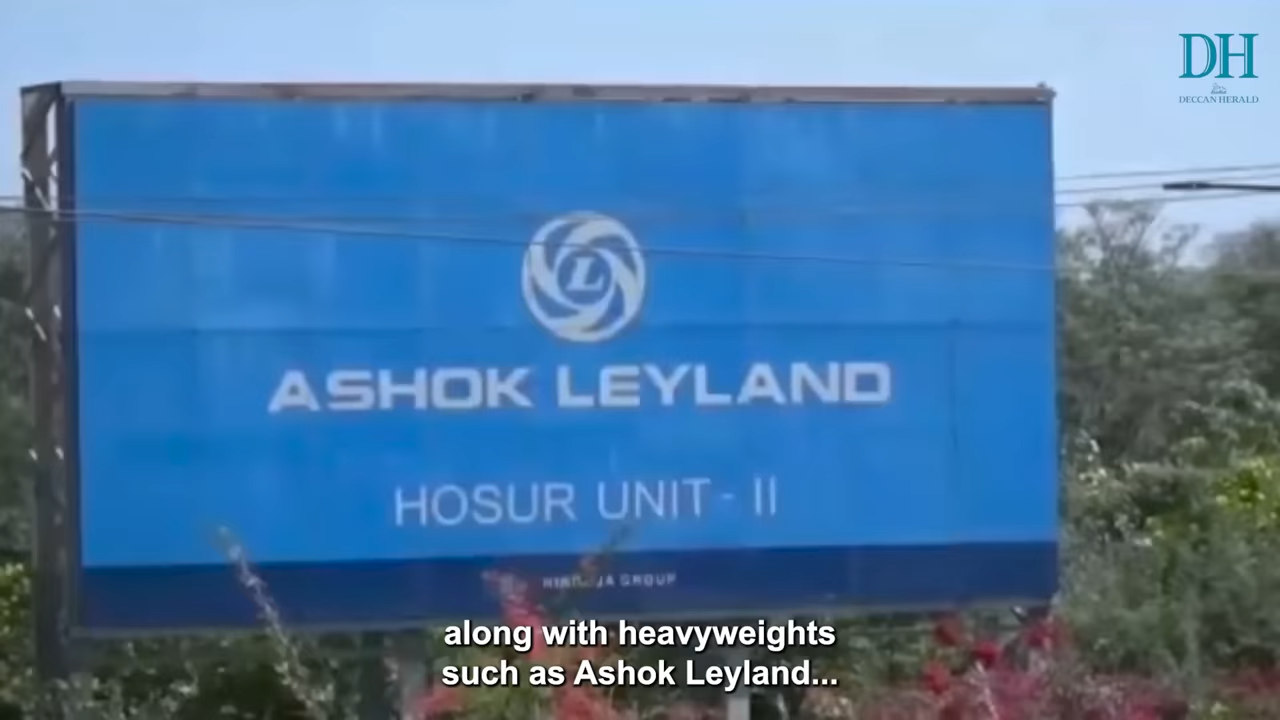 DH
DECCAN HERALD
L
ASHOK LEYLAND
HOSUR UNIT - II
HINDUJA GROUP
along with heavyweights
such as Ashok Leyland...